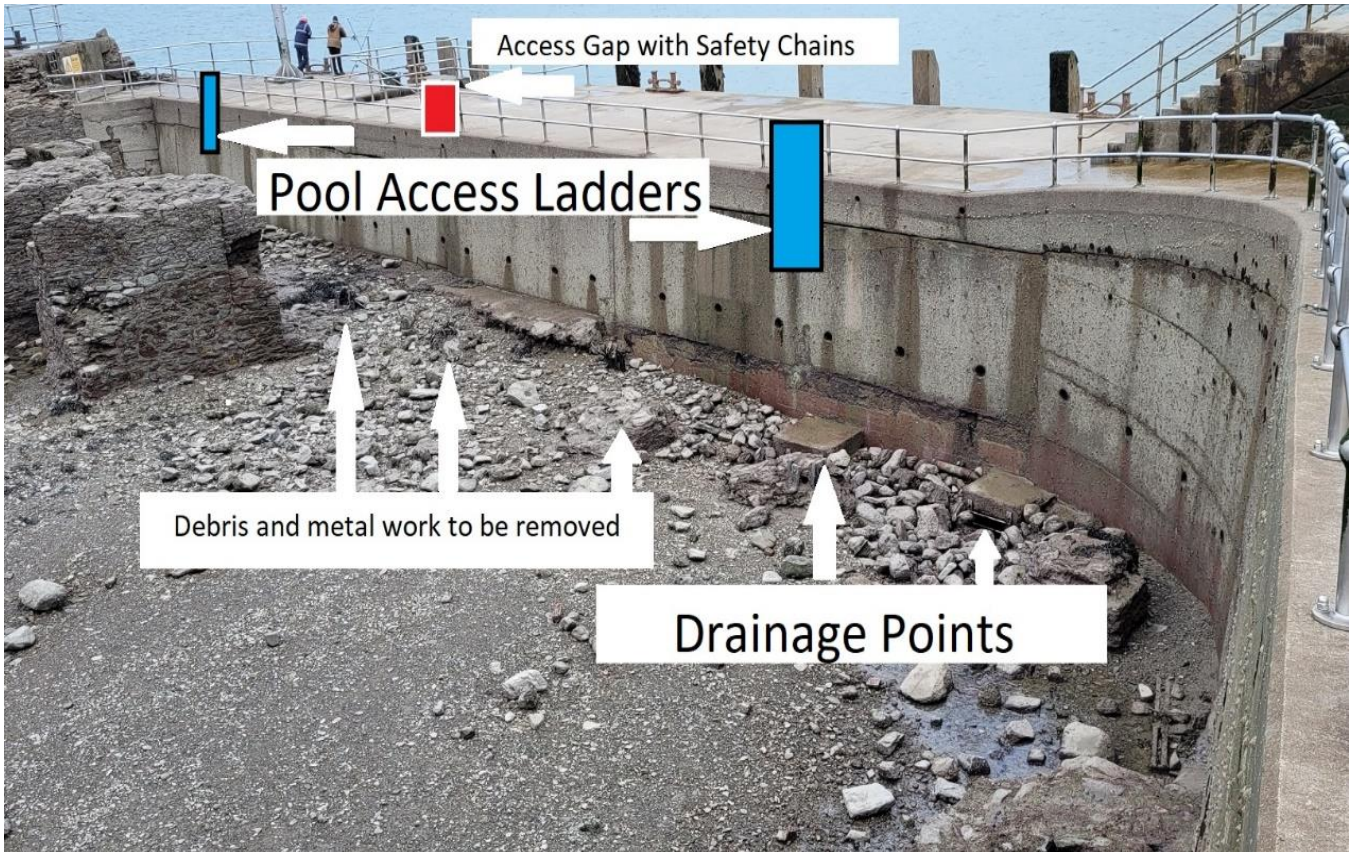 Access Gap with Safety Chains
Pool Access Ladders
Debris and metal work to be removed
Drainage Points